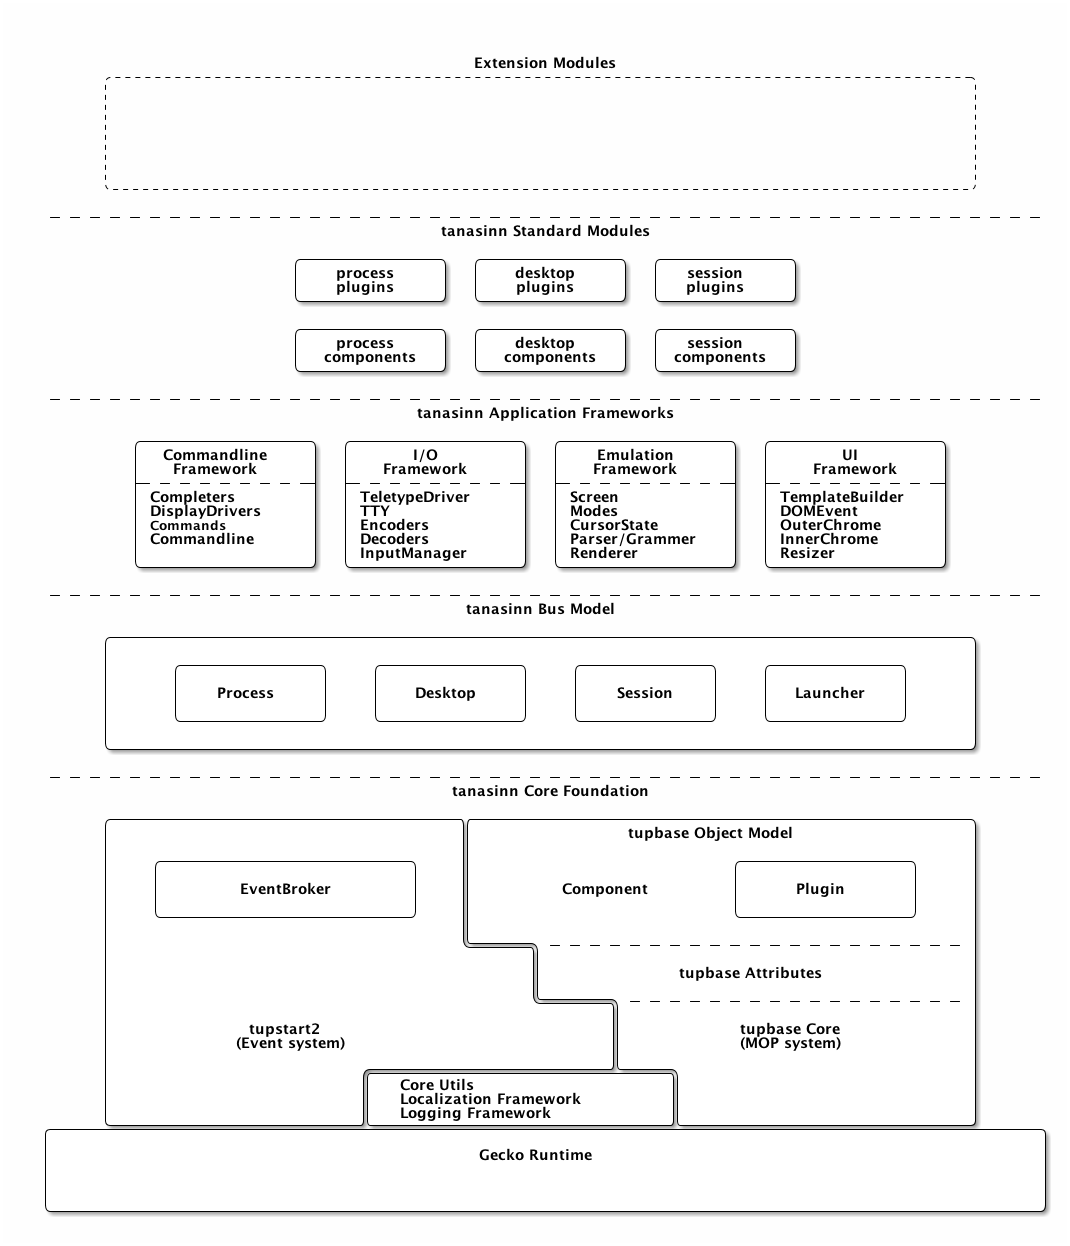 Extension Modules
tanasinn Standard Modules
process desktop session
plugins plugins plugins
process desktop session
components components components
tanasinn Application Frameworks
Commandline I/O Emulation UI
Framework Framework Framework Framework
Completers TeletypeDriver Screen TemplateBuilder
DisplayDrivers TTY Modes DOMEvent
Commands Encoders CursorState OuterChrome
Commandline Decoders Parser/Grammer InnerChrome
InputManager Renderer Resizer
tanasinn Bus Model
Process Desktop Session Launcher
tanasinn Core Foundation
tupbase Object Model
EventBroker Component Plugin
tupbase Attributes
tupstart2 tupbase Core
(Event system) (MOP system)
Core Utils
Localization Framework
Logging Framework
Gecko Runtime